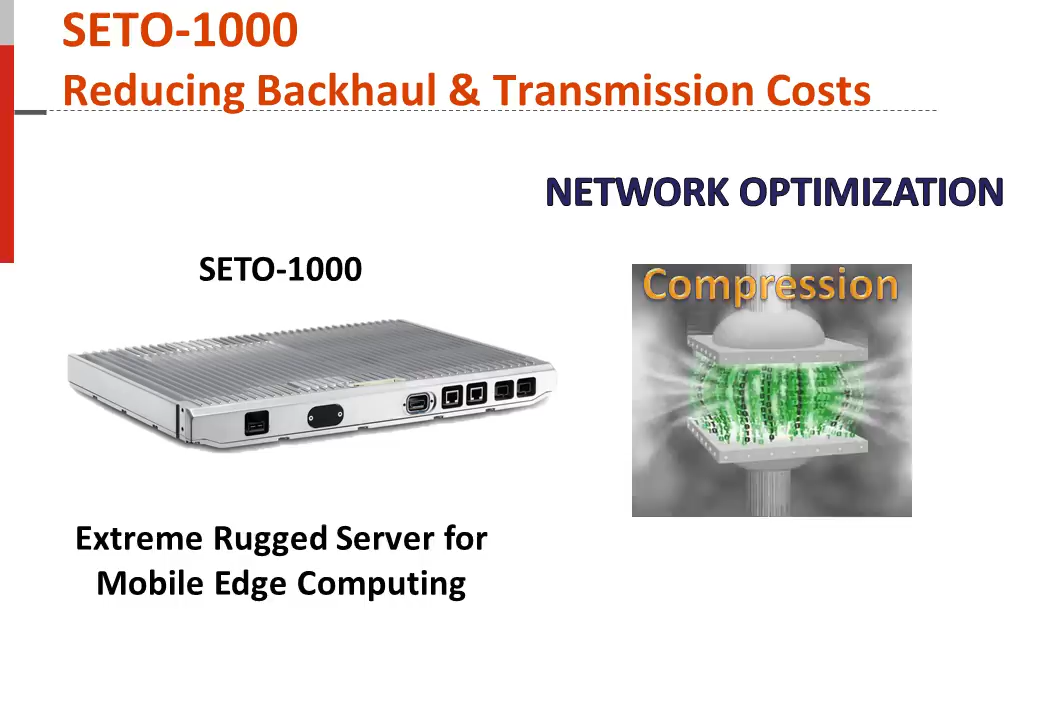 SETO-1000
Reducing Backhaul & Transmission Costs
NETWORK OPTIMIZATION
SETO-1000
Compression
Extreme Rugged Server for
Mobile Edge Computing